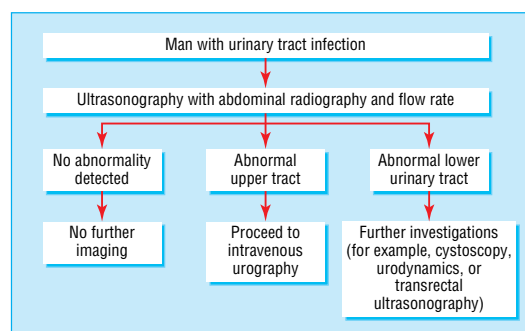 Man with urinary tract infection
Ultrasonography with abdominal radiography and flow rate
No abnormality
detected
Abnormal
upper tract
Abnormal lower
urinary tract
No further
imaging
Proceed to
intravenous
urography
Further investigations
(for example, cystoscopy,
urodynamics, or
transrectal
ultrasonography)